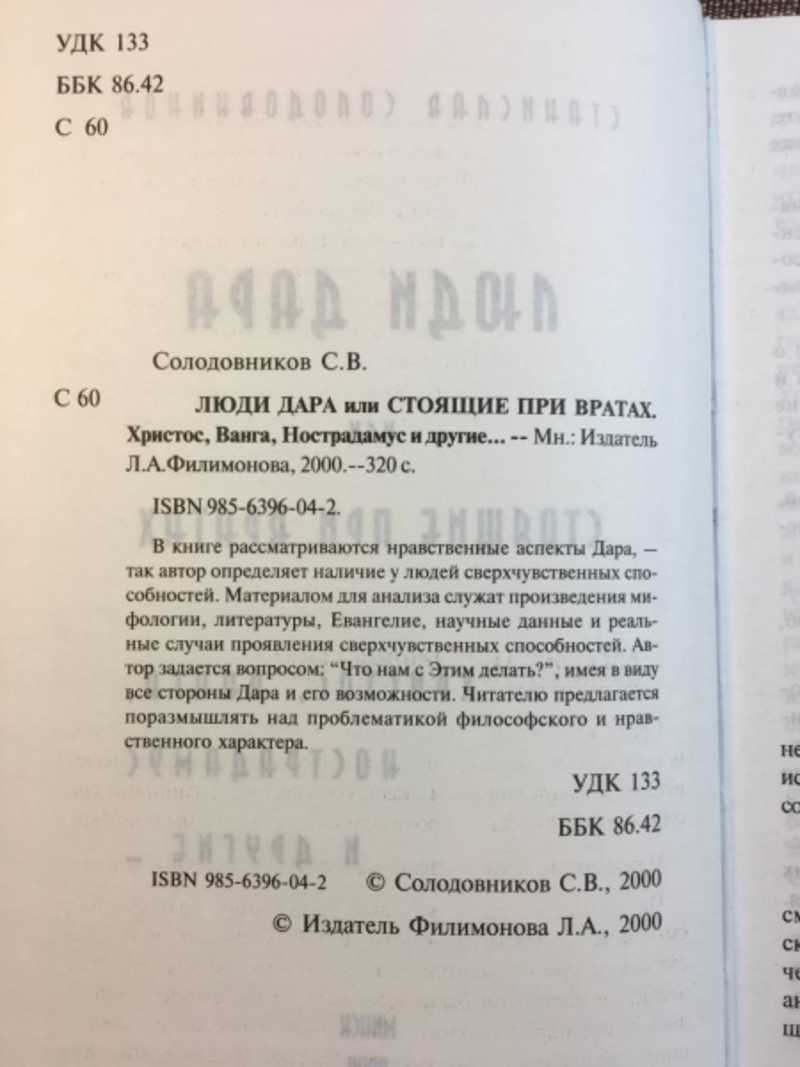 УДК 133
ББК 86.42
С 60
Солодовников С.В.
С 60
ЛЮДИ ДАРА или СТОЯЩИЕ ПРИ ВРАТАХ.
Христос, Ванга, Нострадамус и другие... -- Мн.: Издатель
Л.А.Филимонова, 2000.--320 с.
ISBN 985-6396-04-2.
В книге рассматриваются нравственные аспекты Дара, —
так автор определяет наличие у людей сверхчувственных спо-
собностей. Материалом для анализа служат произведения ми-
фологии, литературы, Евангелие, научные данные и реаль-
ные случаи проявления сверхчувственных способностей. Ав-
тор задается вопросом: “Что нам с Этим делать?”, имея в виду
все стороны Дара и его возможности. Читателю предлагается
поразмышлять над проблематикой философского и нрав-
ственного характера.
УДК 133
ББК 86.42
ISBN 985-6396-04-2 © Солодовников С.В., 2000
© Издатель Филимонова Л.А., 2000